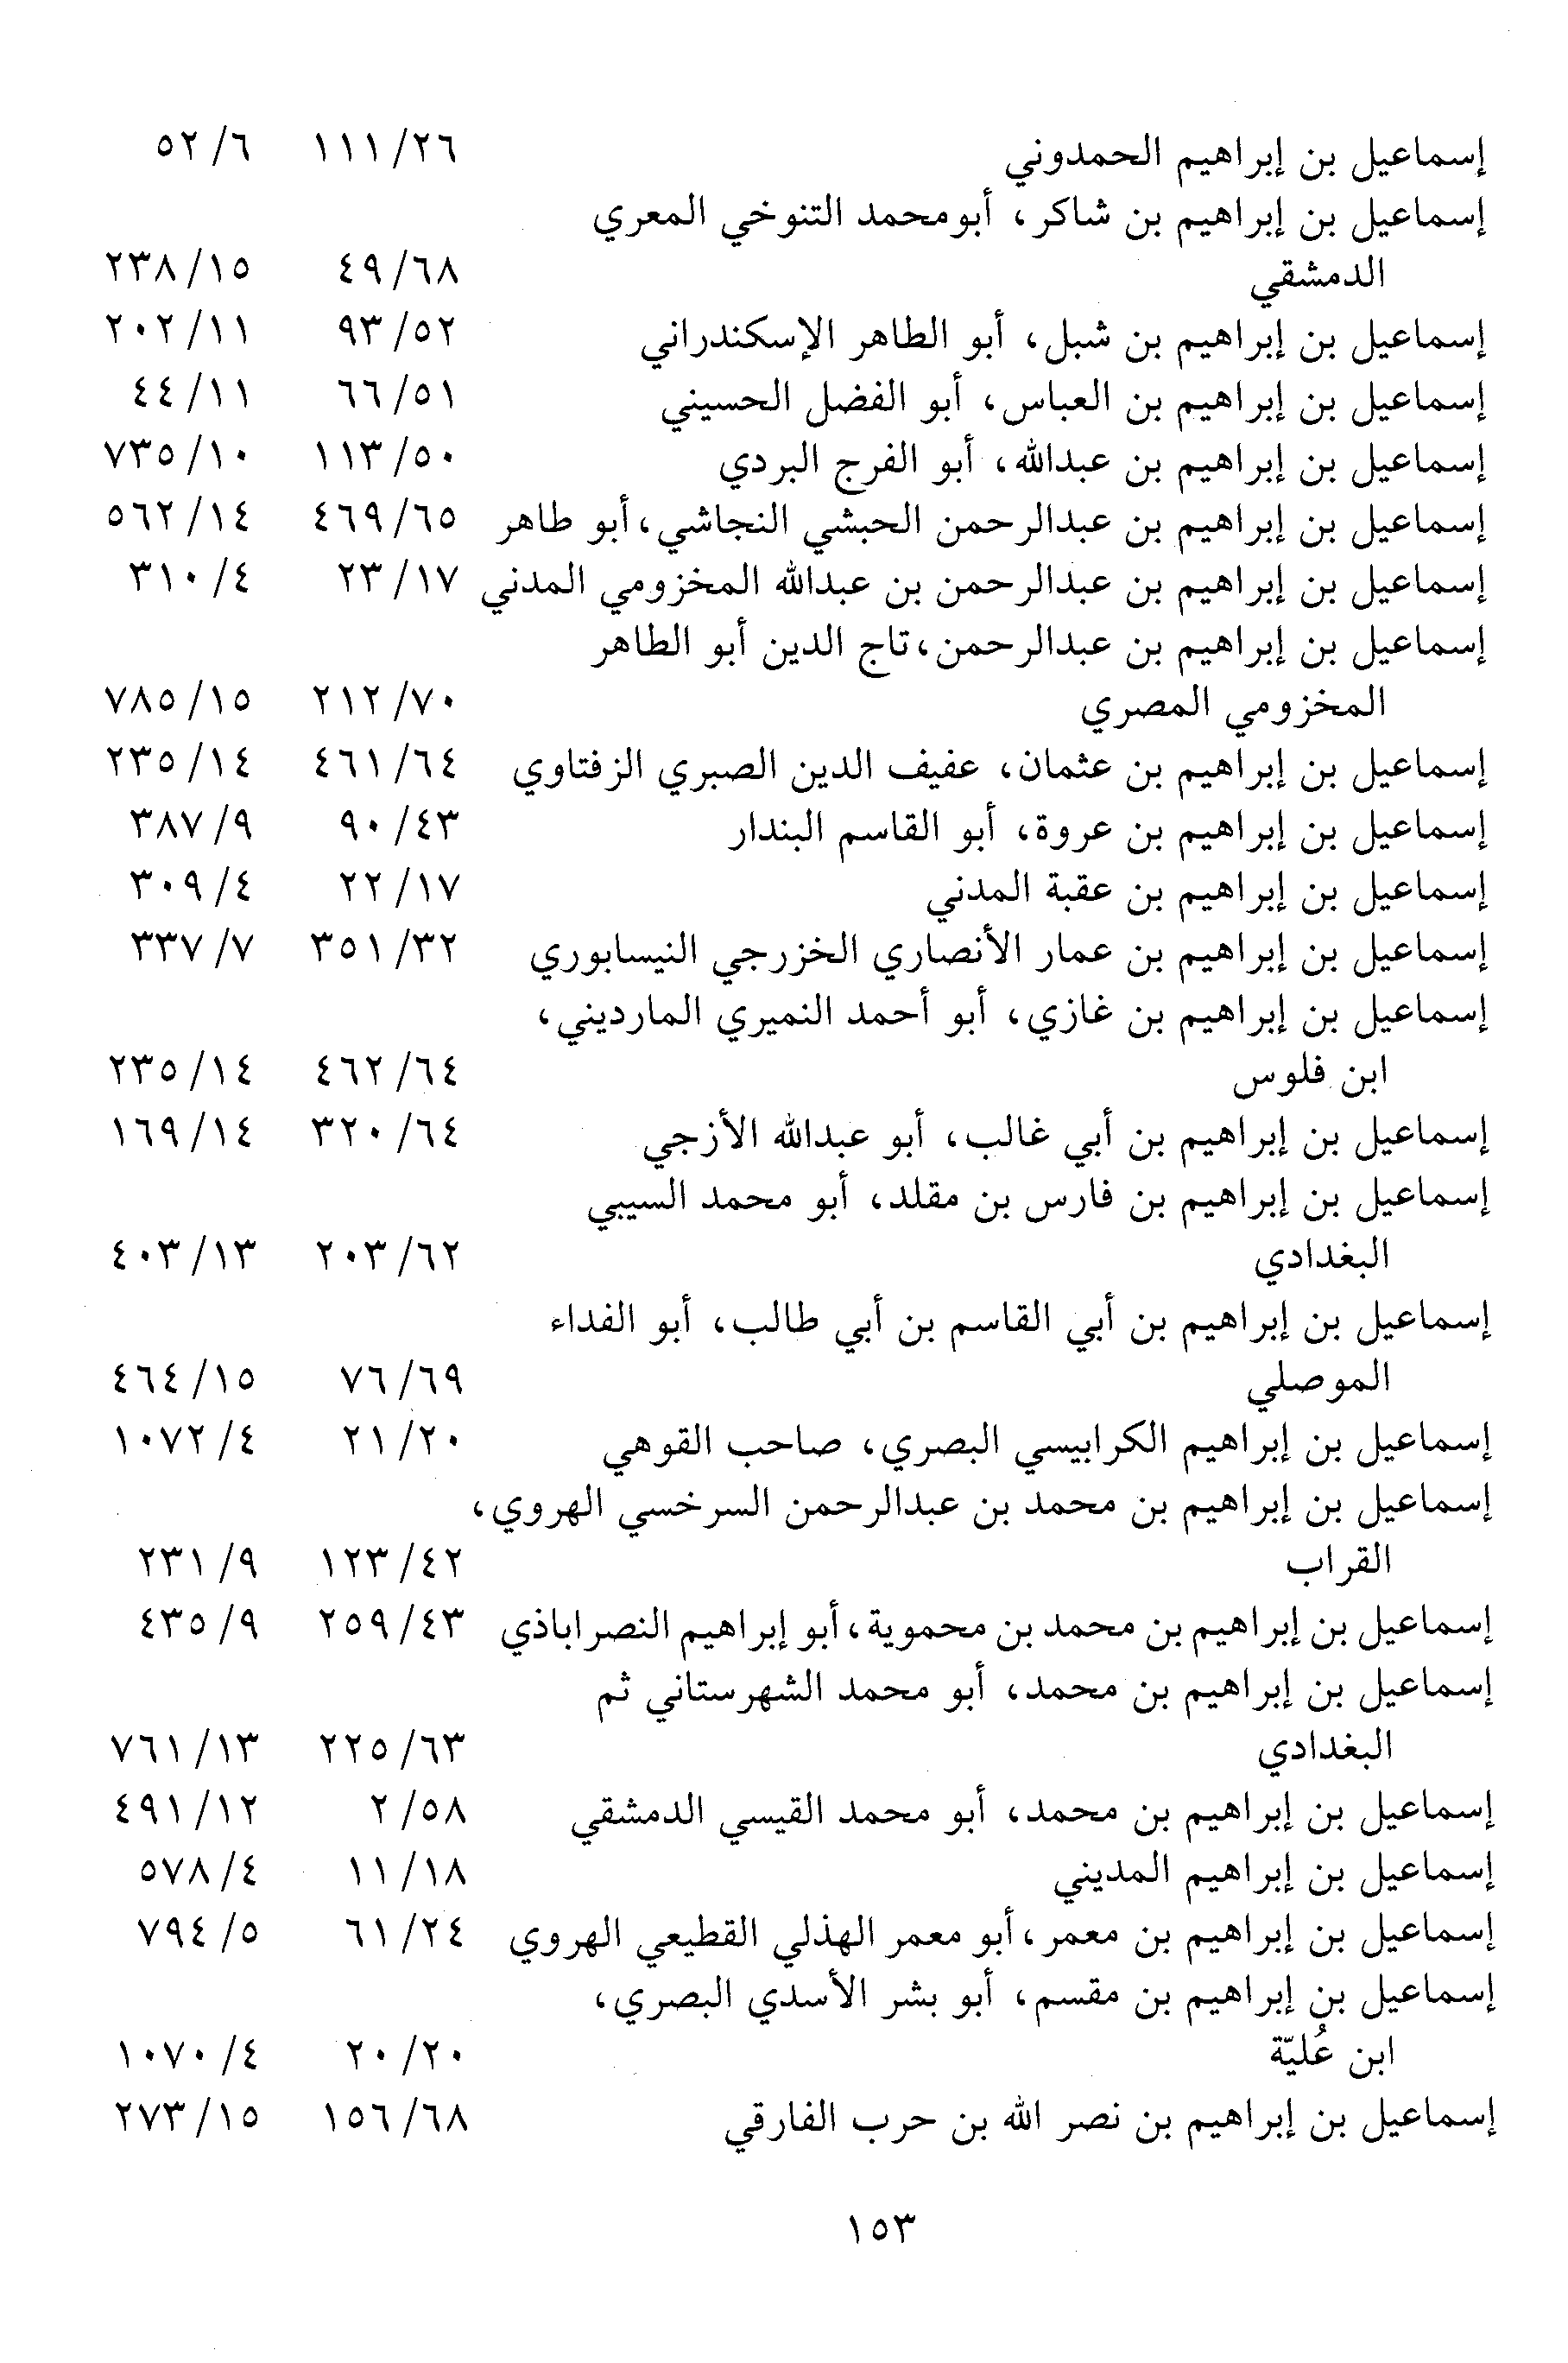 إسماعيل بن إبراهيم الحمدوني ١١١/٢٦ ٥٢/٦
إسماعيل بن إبراهيم بن شاكر، أبومحمد التنوخي المعري
الدمشقي ٤٩/٦٨ ٢٣٨/١٥
إسماعيل بن إبراهيم بن شبل، أبو الطاهر الإسكندراني ٩٣/٥٢ ٢٠٢/١١
إسماعيل بن إبراهيم بن العباس، أبو الفضل الحسيني ٦٦/٥١ ٤٤/١١
إسماعيل بن إبراهيم بن عبدالله، أبو الفرج البردي ١١٣/٥٠ ٧٣٥/١٠
إسماعيل بن إبراهيم بن عبدالرحمن الحبشي النجاشي، أبو طاهر ٤٦٩/٦٥ ٥٦٢/١٤
إسماعيل بن إبراهيم بن عبدالرحمن بن عبدالله المخزومي المدني ٢٣/١٧ ٣١٠/٤
إسماعيل بن إبراهيم بن عبدالرحمن، تاج الدين أبو الطاهر
المخزومي المصري ٢١٢/٧٠ ٧٨٥/١٥
إسماعيل بن إبراهيم بن عثمان، عفيف الدين الصبري الزفتاوي ٤٦١/٦٤ ٢٣٥/١٤
إسماعيل بن إبراهيم بن عروة، أبو القاسم البندار ٩٠/٤٣ ٣٨٧/٩
إسماعيل بن إبراهيم بن عقبة المدني ٢٢/١٧ ٣٠٩/٤
إسماعيل بن إبراهيم بن عمار الأنصاري الخزرجي النيسابوري ٣٥١/٣٢ ٣٣٧/٧
إسماعيل بن إبراهيم بن غازي، أبو أحمد النميري المارديني،
ابن فلوس ٤٦٢/٦٤ ٢٣٥/١٤
إسماعيل بن إبراهيم بن أبي غالب، أبو عبدالله الأزجي ٣٢٠/٦٤ ١٦٩/١٤
إسماعيل بن إبراهيم بن فارس بن مقلد، أبو محمد السيبي
البغدادي ٢٠٣/٦٢ ٤٠٣/١٣
إسماعيل بن إبراهيم بن أبي القاسم بن أبي طالب، أبو الفداء
الموصلي ٧٦/٦٩ ٤٦٤/١٥
إسماعيل بن إبراهيم الكرابيسي البصري، صاحب القوهي ٢١/٢٠ ١٠٧٢/٤
إسماعيل بن إبراهيم بن محمد بن عبدالرحمن السرخسي الهروي،
القراب ١٢٣/٤٢ ٢٣١/٩
إسماعيل بن إبراهيم بن محمد بن محموية، أبو إبراهيم النصراباذي ٢٥٩/٤٣ ٤٣٥/٩
إسماعيل بن إبراهيم بن محمد، أبو محمد الشهرستاني ثم
البغدادي ٢٢٥/٦٣ ٧٦١/١٣
إسماعيل بن إبراهيم بن محمد، أبو محمد القيسي الدمشقي ٢/٥٨ ٤٩١/١٢
إسماعيل بن إبراهيم المديني ١١/١٨ ٥٧٨/٤
إسماعيل بن إبراهيم بن معمر، أبو معمر الهذلي القطيعي الهروي ٦١/٢٤ ٧٩٤/٥
إسماعيل بن إبراهيم بن مقسم، أبو بشر الأسدي البصري،
ابن عُليّة ٢٠/٢٠ ١٠٧٠/٤
إسماعيل بن إبراهيم بن نصر الله بن حرب الفارقي ١٥٦/٦٨ ٢٧٣/١٥
١٥٣